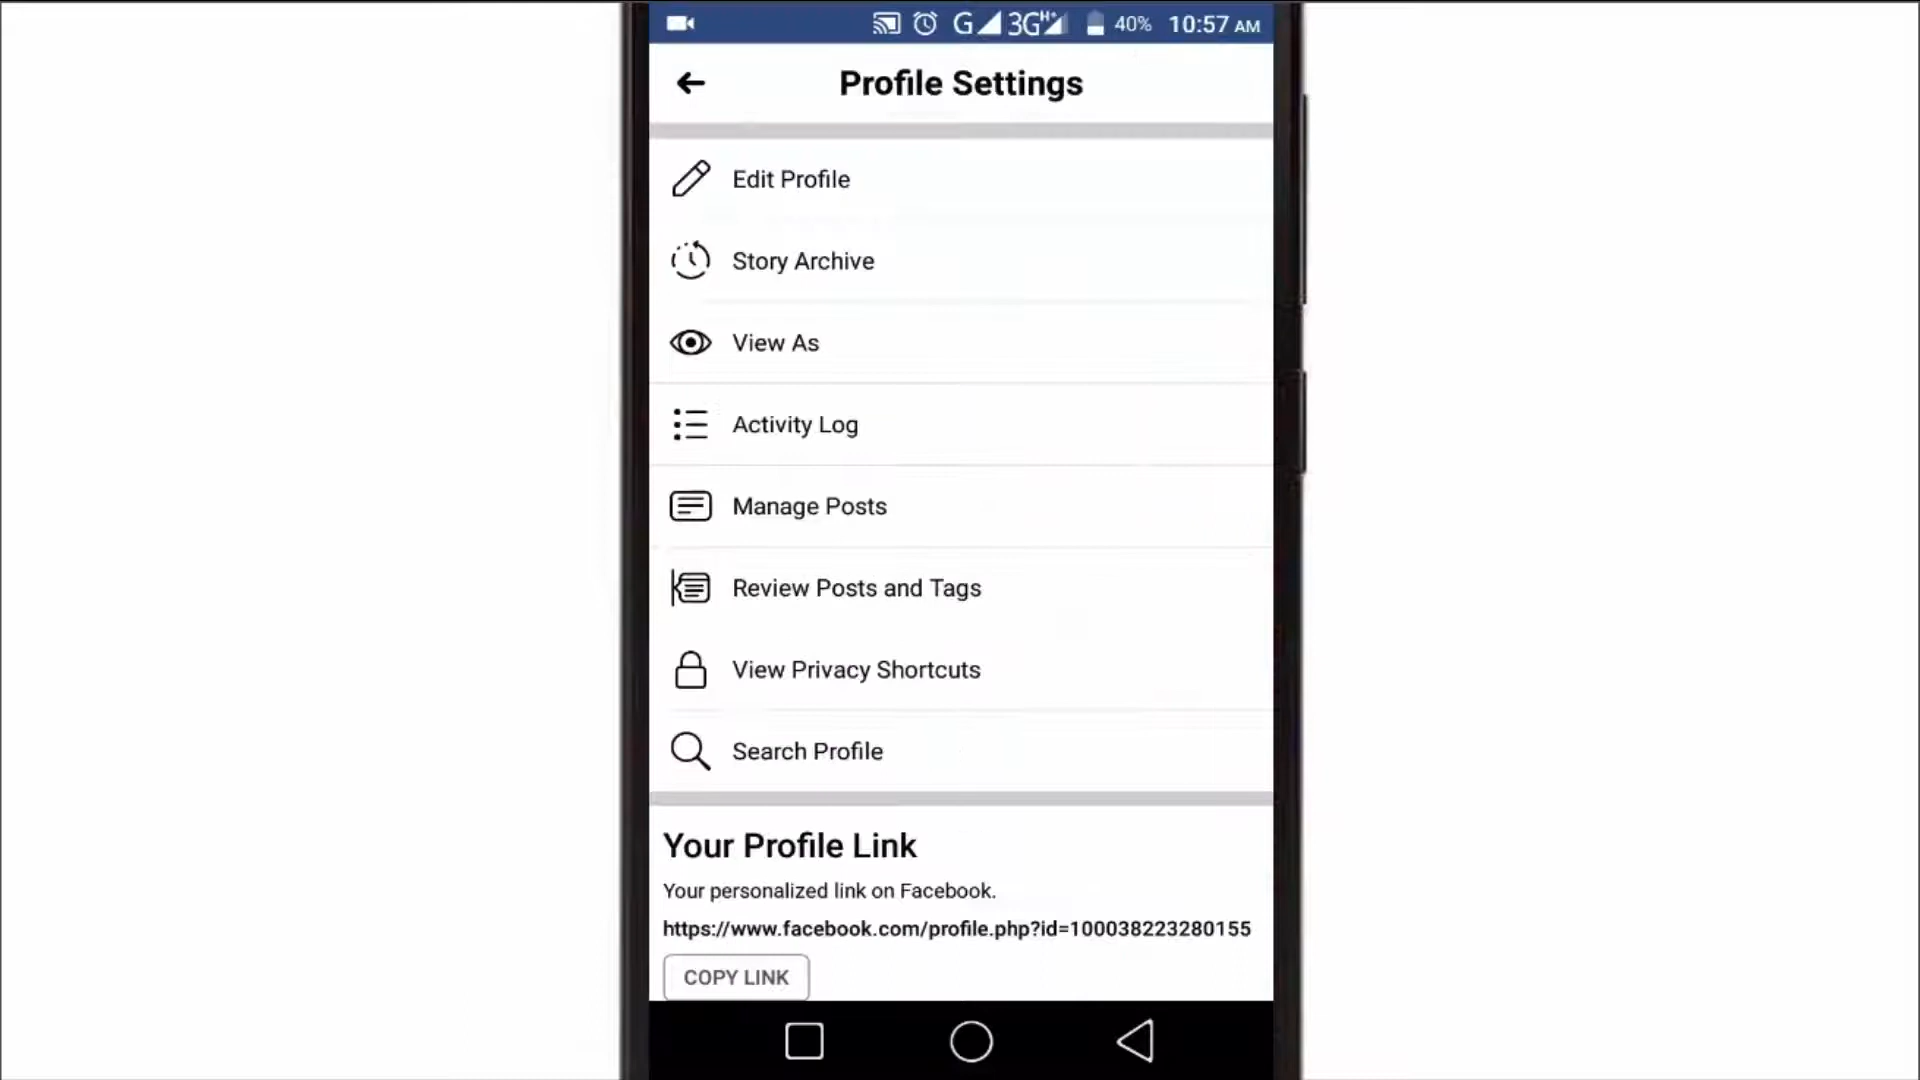 G 3G H+ 40% 10:57 AM
Profile Settings
Edit Profile
Story Archive
View As
Activity Log
Manage Posts
Review Posts and Tags
View Privacy Shortcuts
Search Profile
Your Profile Link
Your personalized link on Facebook.
https://www.facebook.com/profile.php?id=100038223280155
COPY LINK